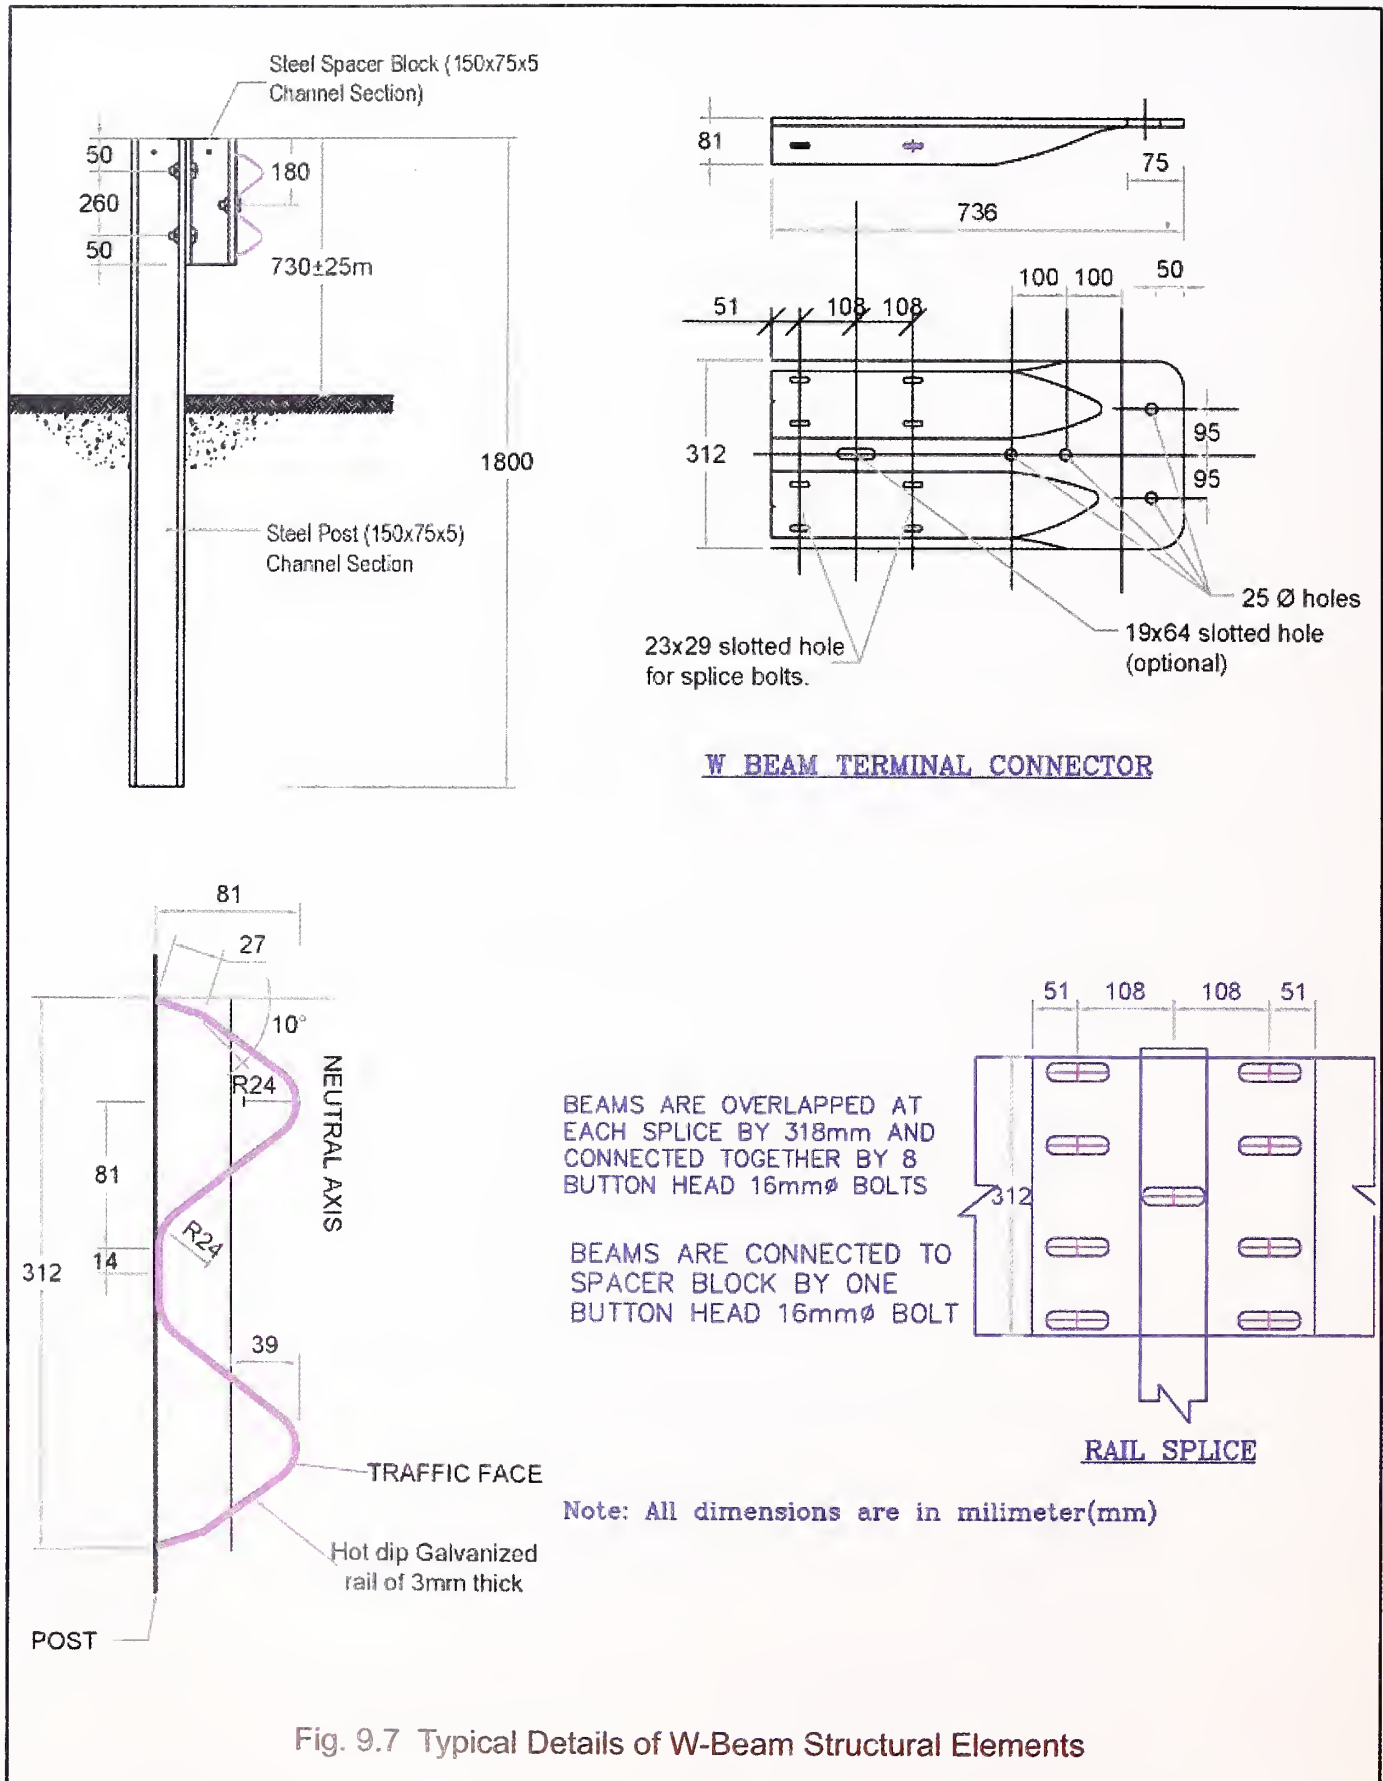 Steel Spacer Block (150x75x5
Channel Section)
50
260
50
180
730±25m
1800
Steel Post (150x75x5)
Channel Section
81
75
736
100 100
50
51
108
108
312
95
95
25 Ø holes
19x64 slotted hole
(optional)
23x29 slotted hole
for splice bolts.
W BEAM TERMINAL CONNECTOR
81
27
10°
R24
NEUTRAL AXIS
81
R24
14
312
39
TRAFFIC FACE
Hot dip Galvanized
rail of 3mm thick
POST
BEAMS ARE OVERLAPPED AT
EACH SPLICE BY 318mm AND
CONNECTED TOGETHER BY 8
BUTTON HEAD 16mmø BOLTS
BEAMS ARE CONNECTED TO
SPACER BLOCK BY ONE
BUTTON HEAD 16mmø BOLT
51
108
108
51
312
RAIL SPLICE
Note: All dimensions are in milimeter(mm)
Fig. 9.7 Typical Details of W-Beam Structural Elements